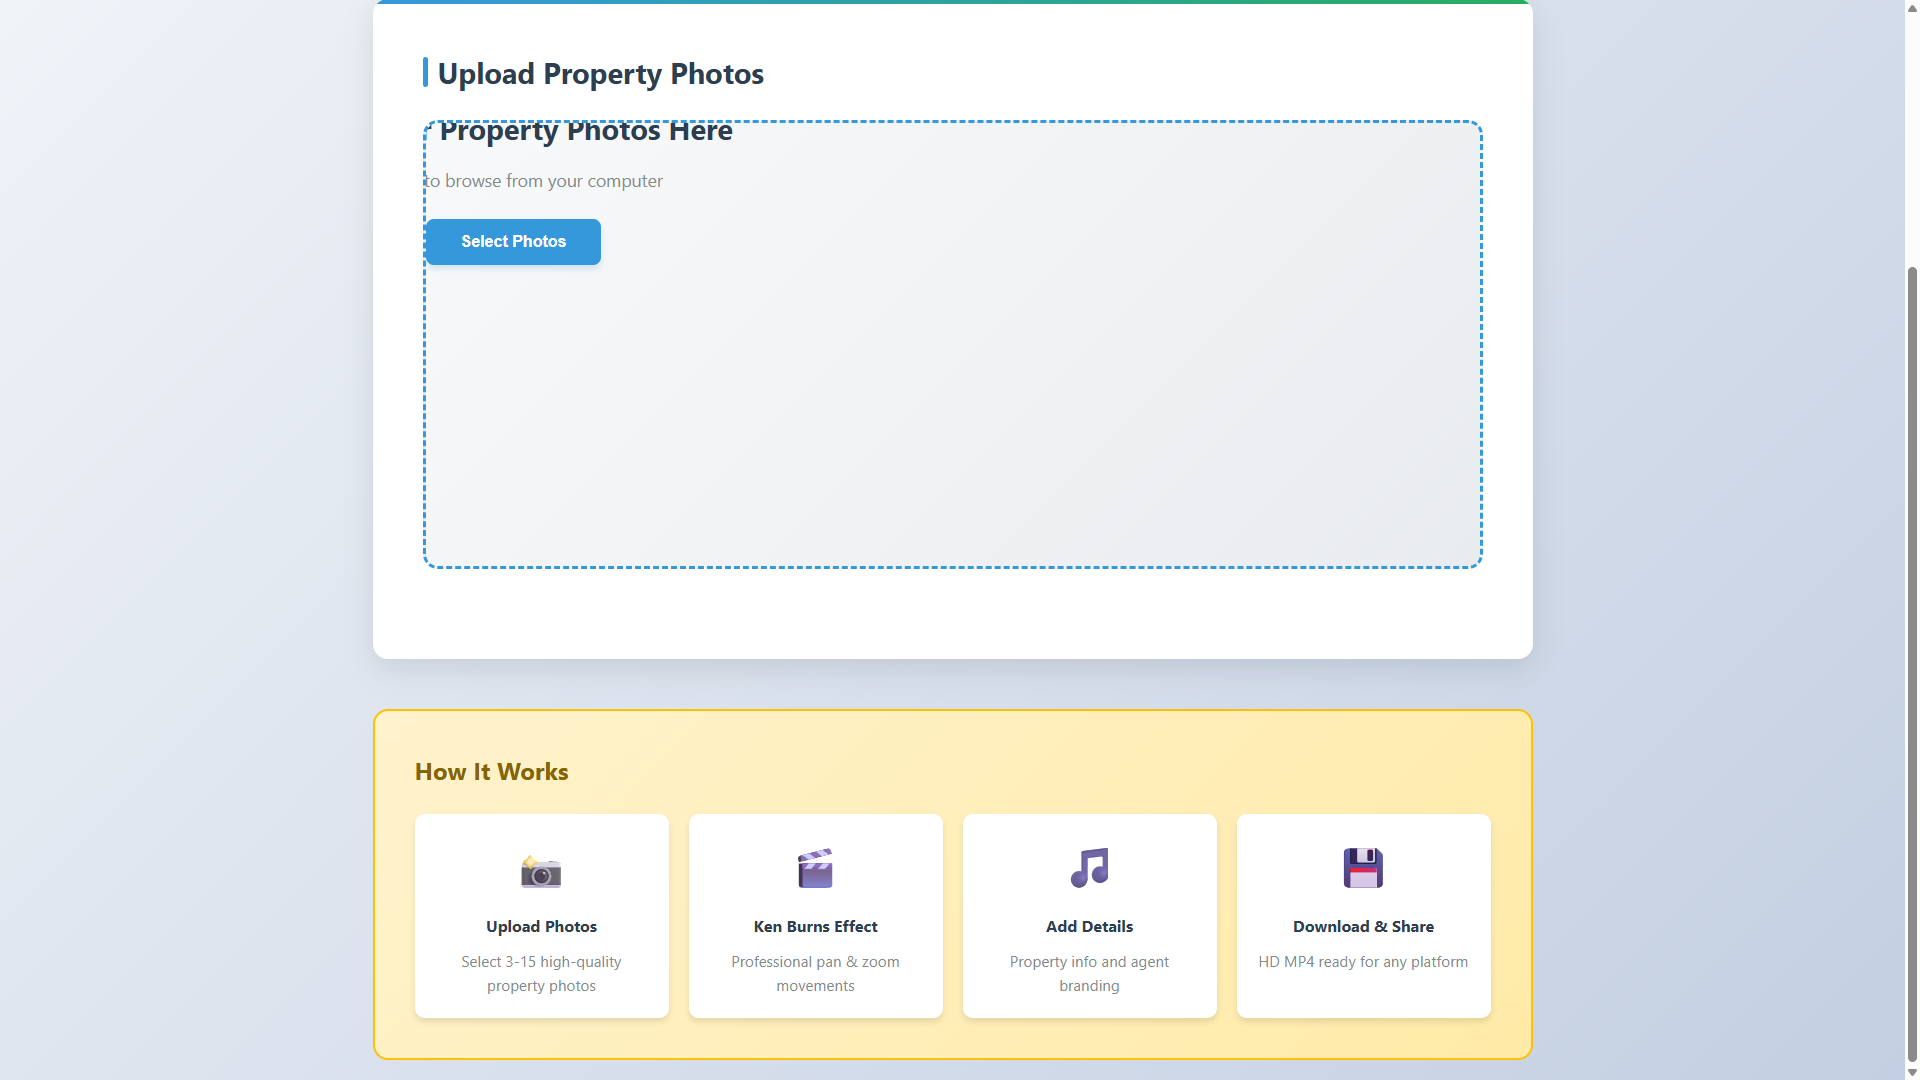 Upload Property Photos
Property Photos Here
to browse from your computer
Select Photos
How It Works
Upload Photos
Select 3-15 high-quality
property photos
Ken Burns Effect
Professional pan & zoom
movements
Add Details
Property info and agent
branding
Download & Share
HD MP4 ready for any platform